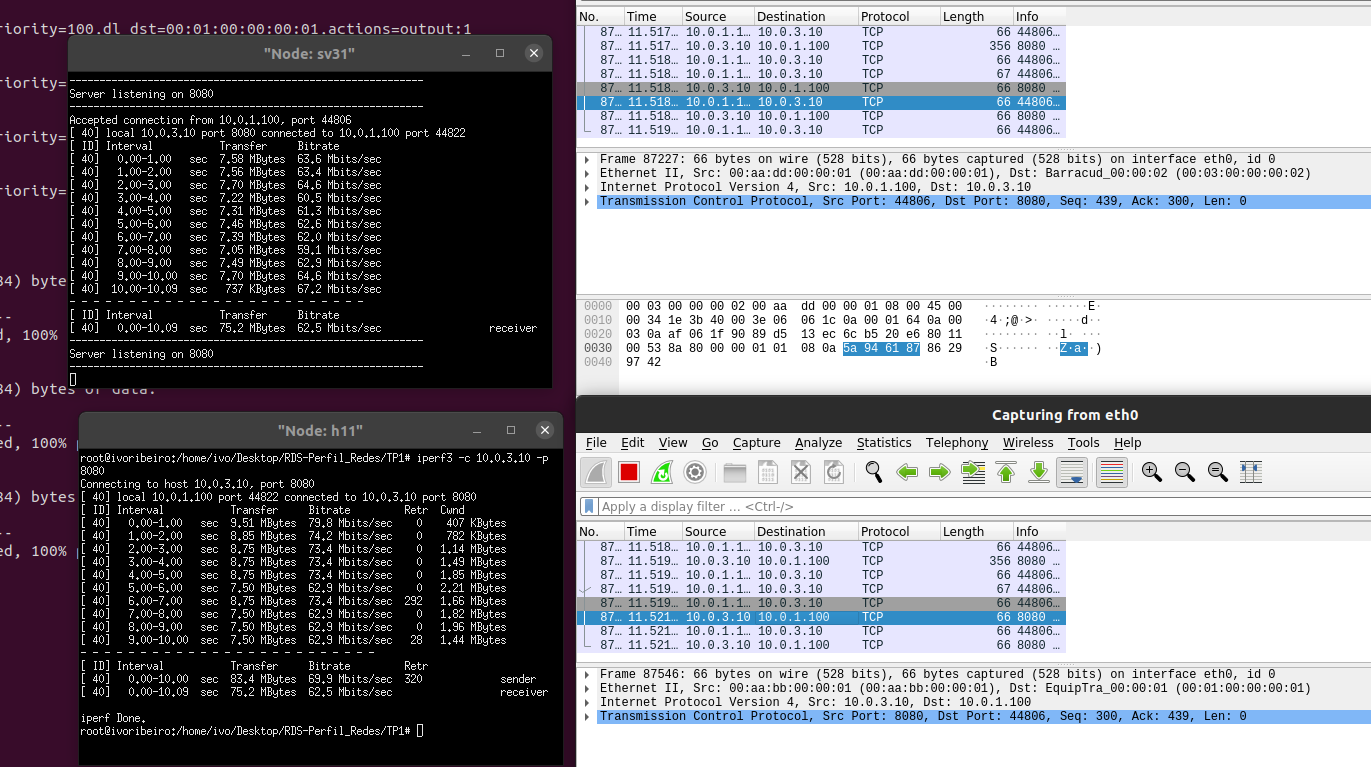 riority=100,dl_dst=00:01:00:00:00:01,actions=output:1
riority=
riority=
riority=
34) byte
--
d, 100%
34) bytes of data.
--
ed, 100%
34) bytes
--
ed, 100%
"Node: sv31"
-----------------------------------------------------------
Server listening on 8080
-----------------------------------------------------------
Accepted connection from 10.0.1.100, port 44806
[ 40] local 10.0.3.10 port 8080 connected to 10.0.1.100 port 44822
[ ID] Interval Transfer Bitrate
[ 40] 0.00-1.00 sec 7.58 MBytes 63.6 Mbits/sec
[ 40] 1.00-2.00 sec 7.56 MBytes 63.4 Mbits/sec
[ 40] 2.00-3.00 sec 7.70 MBytes 64.6 Mbits/sec
[ 40] 3.00-4.00 sec 7.22 MBytes 60.5 Mbits/sec
[ 40] 4.00-5.00 sec 7.31 MBytes 61.3 Mbits/sec
[ 40] 5.00-6.00 sec 7.46 MBytes 62.6 Mbits/sec
[ 40] 6.00-7.00 sec 7.39 MBytes 62.0 Mbits/sec
[ 40] 7.00-8.00 sec 7.05 MBytes 59.1 Mbits/sec
[ 40] 8.00-9.00 sec 7.49 MBytes 62.9 Mbits/sec
[ 40] 9.00-10.00 sec 7.70 MBytes 64.6 Mbits/sec
[ 40] 10.00-10.09 sec 737 KBytes 67.2 Mbits/sec
- - - - - - - - - - - - - - - - - - - - - - - - -
[ ID] Interval Transfer Bitrate
[ 40] 0.00-10.09 sec 75.2 MBytes 62.5 Mbits/sec receiver
-----------------------------------------------------------
Server listening on 8080
-----------------------------------------------------------
"Node: h11"
root@ivoribeiro:/home/ivo/Desktop/RDS-Perfil_Redes/TP1# iperf3 -c 10.0.3.10 -p
8080
Connecting to host 10.0.3.10, port 8080
[ 40] local 10.0.1.100 port 44822 connected to 10.0.3.10 port 8080
[ ID] Interval Transfer Bitrate Retr Cwnd
[ 40] 0.00-1.00 sec 9.51 MBytes 79.8 Mbits/sec 0 407 KBytes
[ 40] 1.00-2.00 sec 8.85 MBytes 74.2 Mbits/sec 0 782 KBytes
[ 40] 2.00-3.00 sec 8.75 MBytes 73.4 Mbits/sec 0 1.14 MBytes
[ 40] 3.00-4.00 sec 8.75 MBytes 73.4 Mbits/sec 0 1.49 MBytes
[ 40] 4.00-5.00 sec 8.75 MBytes 73.4 Mbits/sec 0 1.85 MBytes
[ 40] 5.00-6.00 sec 7.50 MBytes 62.9 Mbits/sec 0 2.21 MBytes
[ 40] 6.00-7.00 sec 8.75 MBytes 73.4 Mbits/sec 292 1.66 MBytes
[ 40] 7.00-8.00 sec 7.50 MBytes 62.9 Mbits/sec 0 1.82 MBytes
[ 40] 8.00-9.00 sec 7.50 MBytes 62.9 Mbits/sec 0 1.96 MBytes
[ 40] 9.00-10.00 sec 7.50 MBytes 62.9 Mbits/sec 28 1.44 MBytes
- - - - - - - - - - - - - - - - - - - - - - - - -
[ ID] Interval Transfer Bitrate Retr
[ 40] 0.00-10.00 sec 83.4 MBytes 69.9 Mbits/sec 320 sender
[ 40] 0.00-10.09 sec 75.2 MBytes 62.5 Mbits/sec receiver
iperf Done.
root@ivoribeiro:/home/ivo/Desktop/RDS-Perfil_Redes/TP1#
No. Time Source Destination Protocol Length Info
87… 11.517… 10.0.1.1… 10.0.3.10 TCP 66 44806…
87… 11.517… 10.0.3.10 10.0.1.100 TCP 356 8080 …
87… 11.518… 10.0.1.1… 10.0.3.10 TCP 66 44806…
87… 11.518… 10.0.1.1… 10.0.3.10 TCP 67 44806…
87… 11.518… 10.0.3.10 10.0.1.100 TCP 66 8080 …
87… 11.518… 10.0.1.1… 10.0.3.10 TCP 66 44806…
87… 11.518… 10.0.3.10 10.0.1.100 TCP 66 8080 …
87… 11.519… 10.0.1.1… 10.0.3.10 TCP 66 44806…
Frame 87227: 66 bytes on wire (528 bits), 66 bytes captured (528 bits) on interface eth0, id 0
Ethernet II, Src: 00:aa:dd:00:00:01 (00:aa:dd:00:00:01), Dst: Barracud_00:00:02 (00:03:00:00:00:02)
Internet Protocol Version 4, Src: 10.0.1.100, Dst: 10.0.3.10
Transmission Control Protocol, Src Port: 44806, Dst Port: 8080, Seq: 439, Ack: 300, Len: 0
0000 00 03 00 00 00 02 00 aa dd 00 00 01 08 00 45 00 ········ ······E·
0010 00 34 1e 3b 40 00 3e 06 06 1c 0a 00 01 64 0a 00 ·4·;@·>· ·····d··
0020 03 0a af 06 1f 90 89 d5 13 ec 6c b5 20 e6 80 11 ········ ··l· ···
0030 00 53 8a 80 00 00 01 01 08 0a 5a 94 61 87 86 29 ·S······ ··Z·a··)
0040 97 42 ·B
Capturing from eth0
File Edit View Go Capture Analyze Statistics Telephony Wireless Tools Help
Apply a display filter … <Ctrl-/>
No. Time Source Destination Protocol Length Info
87… 11.518… 10.0.1.1… 10.0.3.10 TCP 66 44806…
87… 11.519… 10.0.3.10 10.0.1.100 TCP 356 8080 …
87… 11.519… 10.0.1.1… 10.0.3.10 TCP 66 44806…
87… 11.519… 10.0.1.1… 10.0.3.10 TCP 67 44806…
87… 11.519… 10.0.1.1… 10.0.3.10 TCP 66 44806…
87… 11.521… 10.0.3.10 10.0.1.100 TCP 66 8080 …
87… 11.521… 10.0.1.1… 10.0.3.10 TCP 66 44806…
87… 11.521… 10.0.3.10 10.0.1.100 TCP 66 8080 …
Frame 87546: 66 bytes on wire (528 bits), 66 bytes captured (528 bits) on interface eth0, id 0
Ethernet II, Src: 00:aa:bb:00:00:01 (00:aa:bb:00:00:01), Dst: EquipTra_00:00:01 (00:01:00:00:00:01)
Internet Protocol Version 4, Src: 10.0.3.10, Dst: 10.0.1.100
Transmission Control Protocol, Src Port: 8080, Dst Port: 44806, Seq: 300, Ack: 439, Len: 0